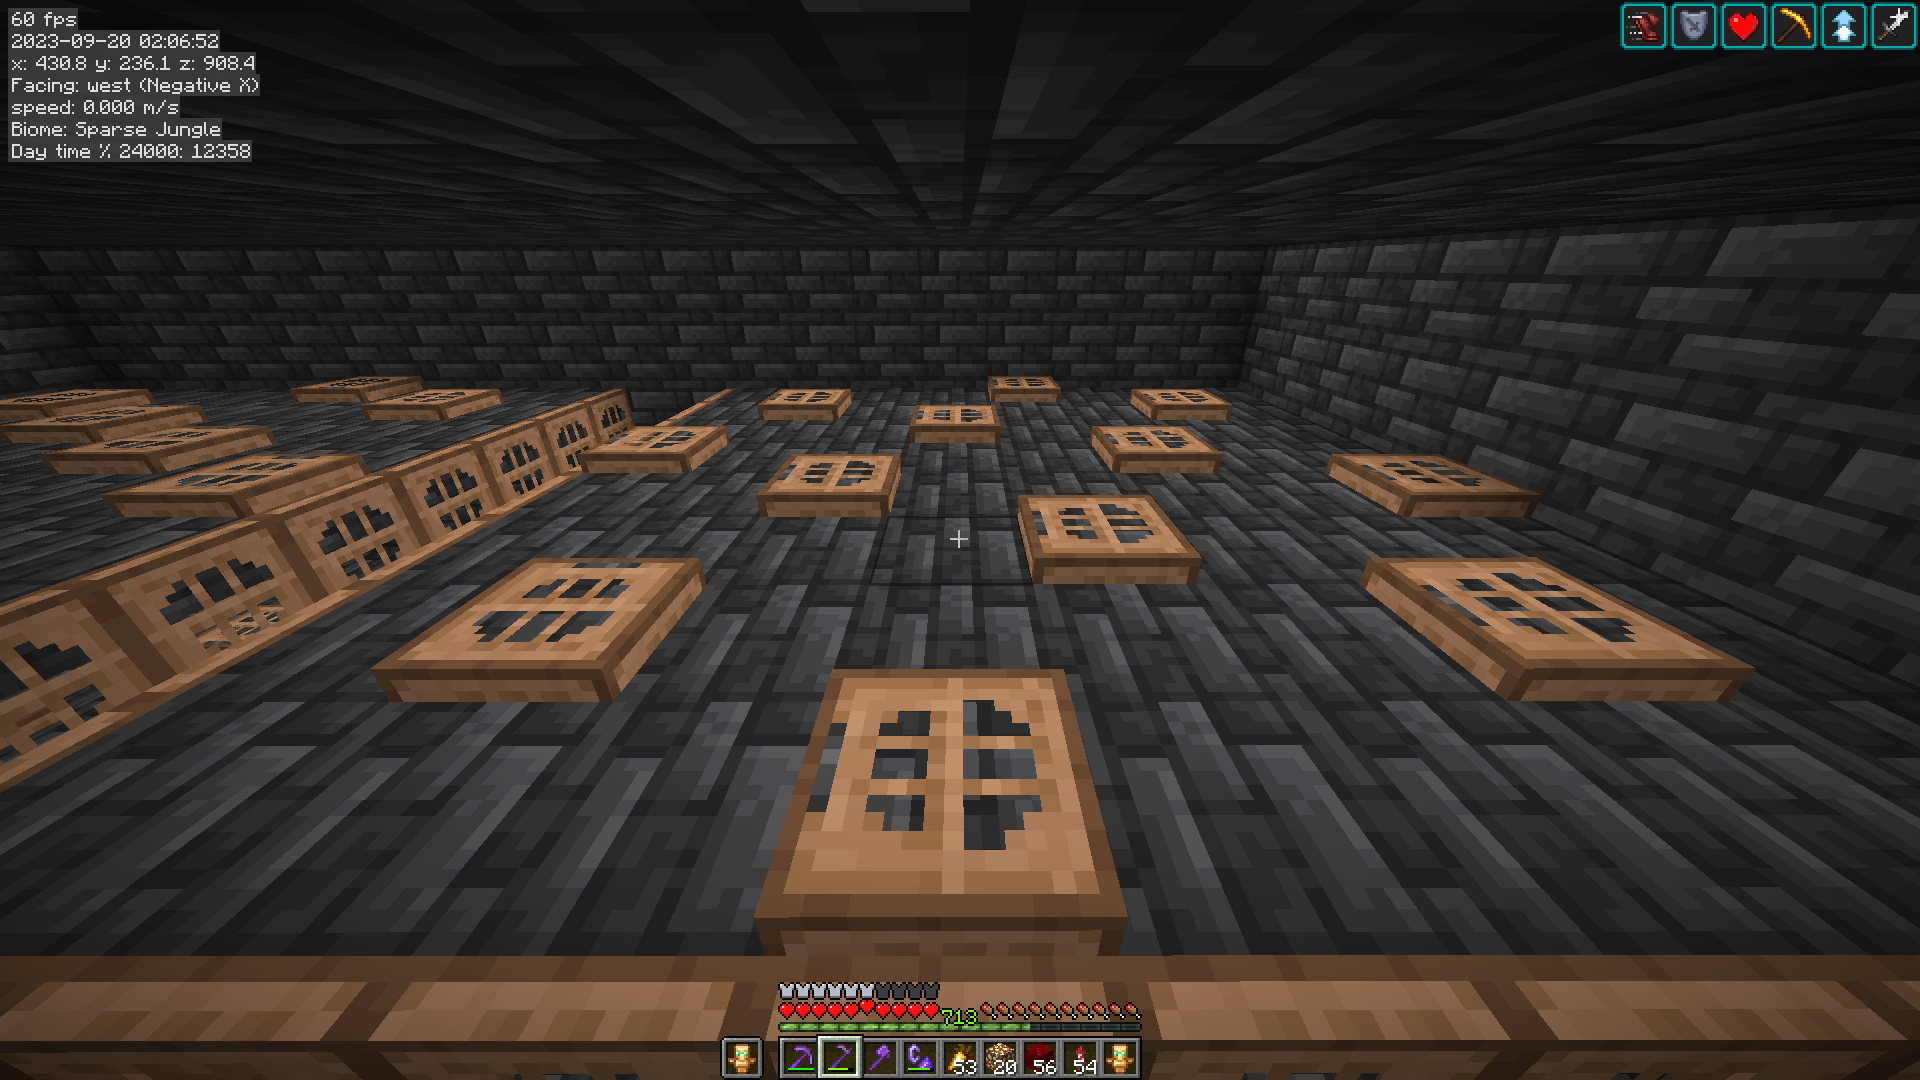 60 fps
2023-09-20 02:06:52
x: 430.8 y: 236.1 z: 908.4
Facing: west (Negative X)
speed: 0.000 m/s
Biome: Sparse Jungle
Day time % 24000: 12358
713
53 20 56 54